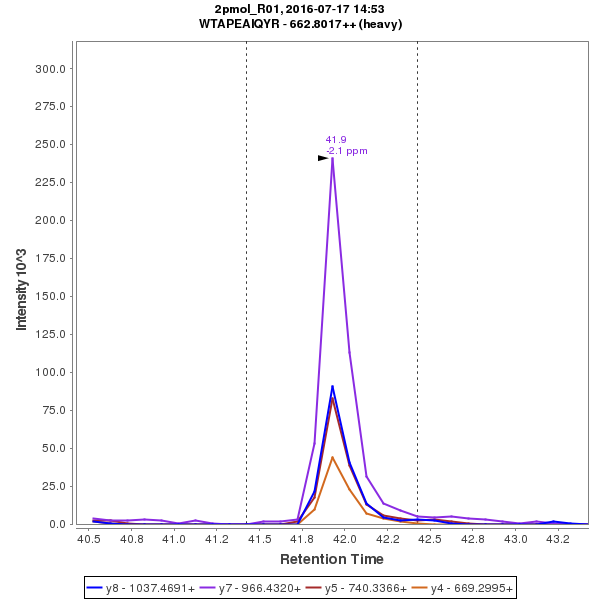 2pmol_R01, 2016-07-17 14:53
WTAPEAIQYR - 662.8017++ (heavy)
41.9
-2.1 ppm
Intensity 10^3
300.0
275.0
250.0
225.0
200.0
175.0
150.0
125.0
100.0
75.0
50.0
25.0
0.0
40.5 40.8 41.0 41.2 41.5 41.8 42.0 42.2 42.5 42.8 43.0 43.2
Retention Time
y8 - 1037.4691+ y7 - 966.4320+ y5 - 740.3366+ y4 - 669.2995+